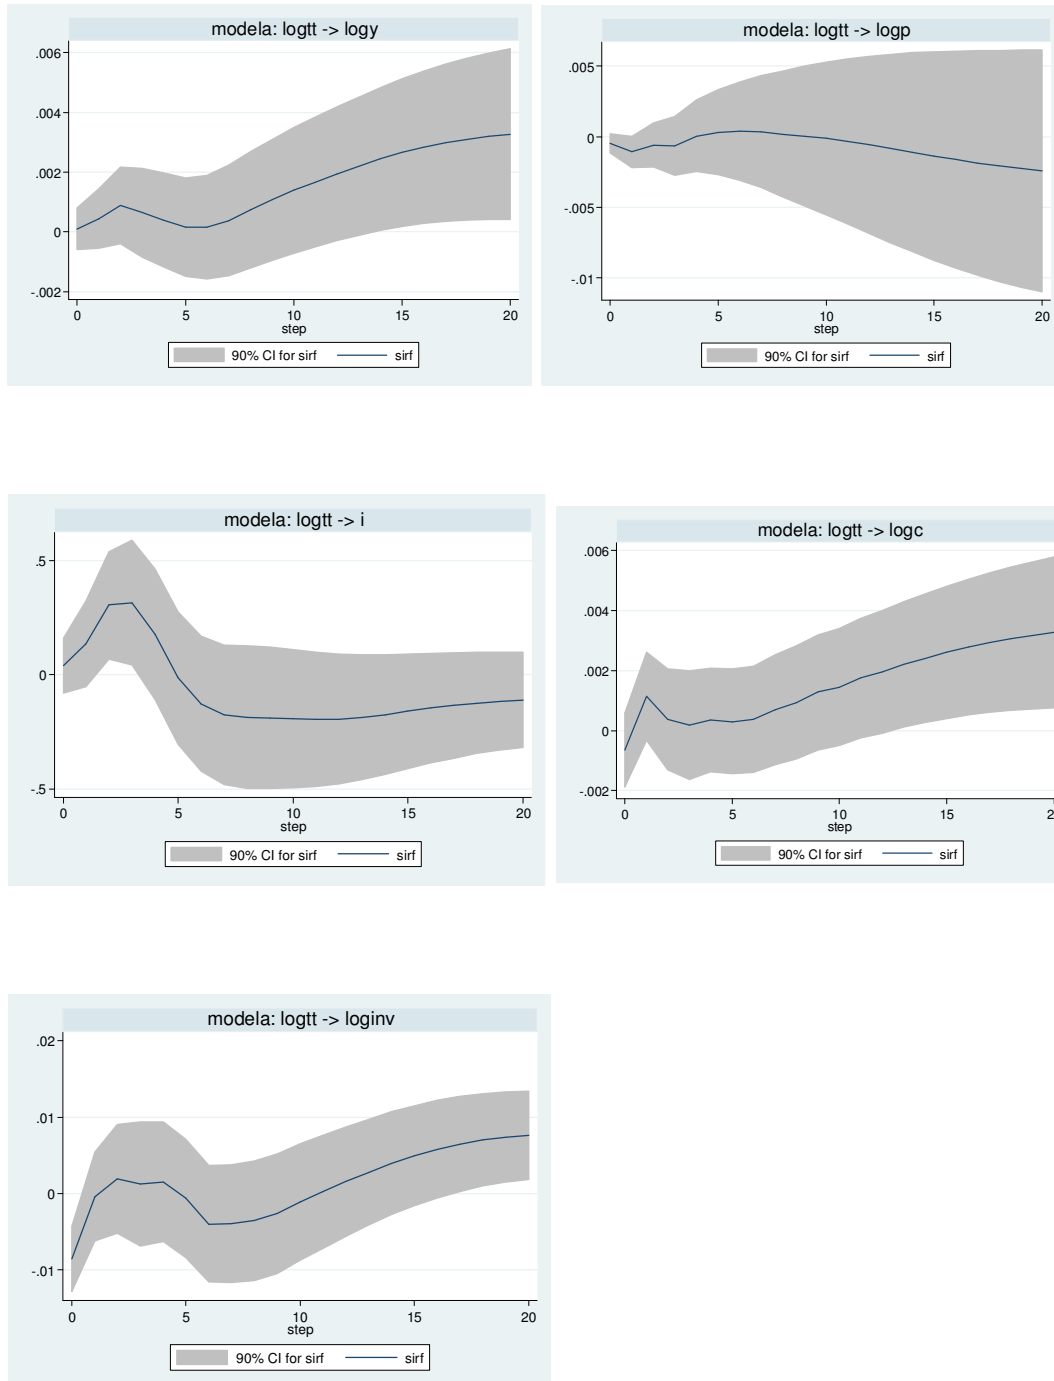 modela: logtt -> logy
.006
.004
.002
0
-.002
0 5 10 15 20
step
90% CI for sirf sirf
modela: logtt -> logp
.005
0
-.005
-.01
0 5 10 15 20
step
90% CI for sirf sirf
modela: logtt -> i
.5
0
-.5
0 5 10 15 20
step
90% CI for sirf sirf
modela: logtt -> logc
.006
.004
.002
0
-.002
0 5 10 15
step
90% CI for sirf sirf
modela: logtt -> loginv
.02
.01
0
-.01
0 5 10 15 20
step
90% CI for sirf sirf